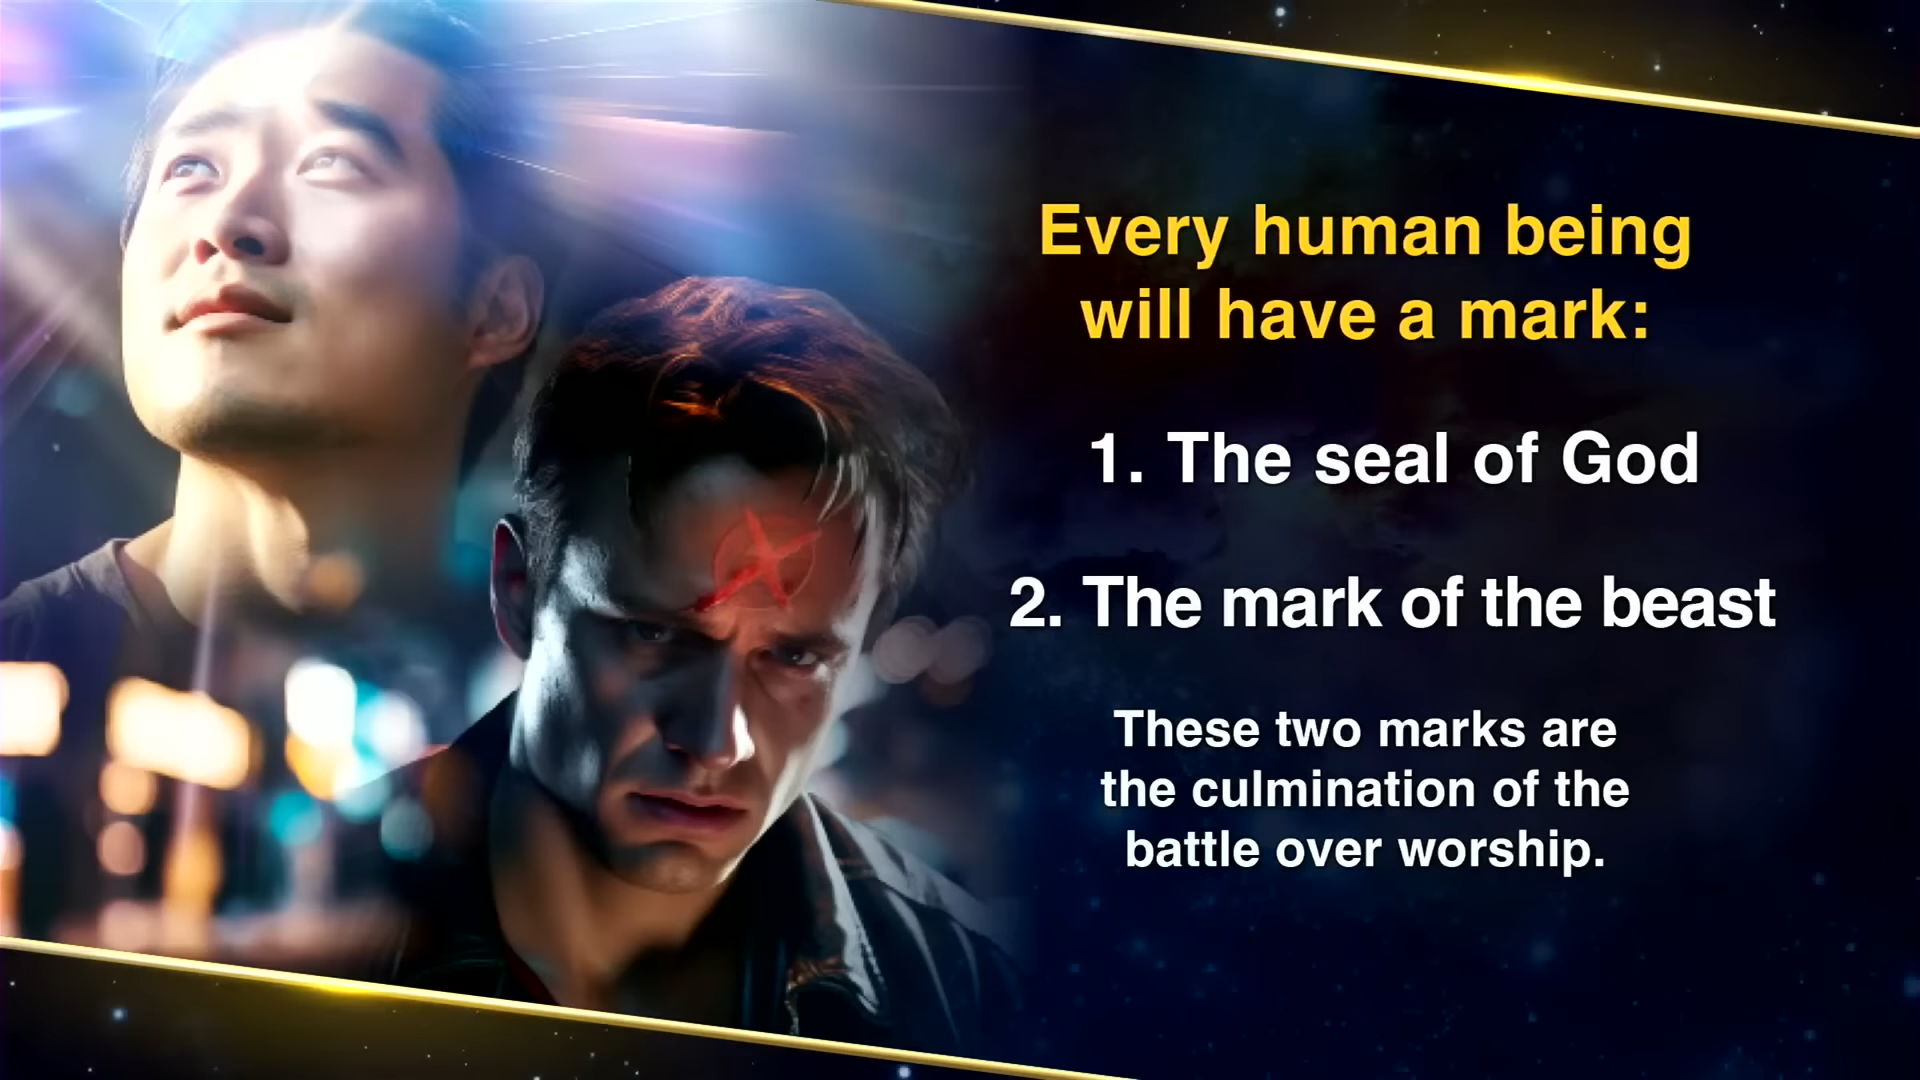 Every human being
will have a mark:
1. The seal of God
2. The mark of the beast
These two marks are
the culmination of the
battle over worship.